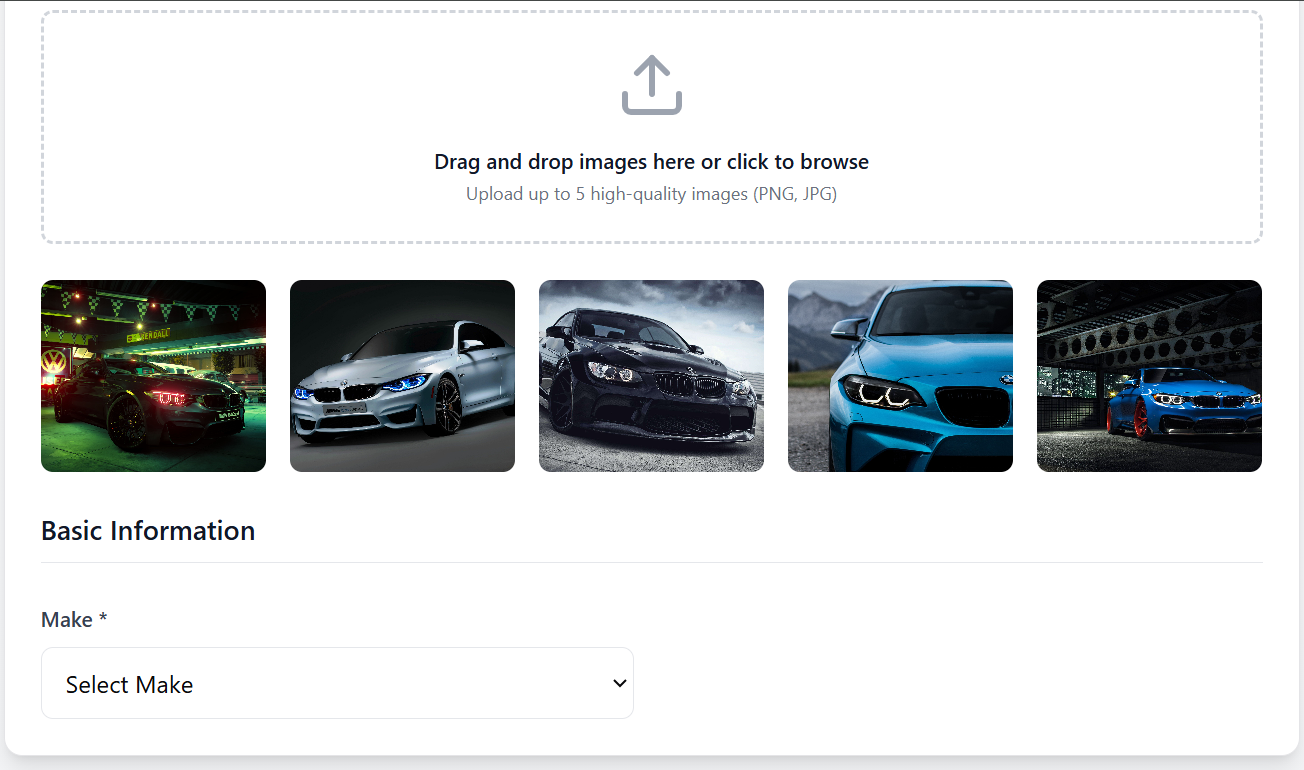 Drag and drop images here or click to browse
Upload up to 5 high-quality images (PNG, JPG)
Basic Information
Make *
Select Make